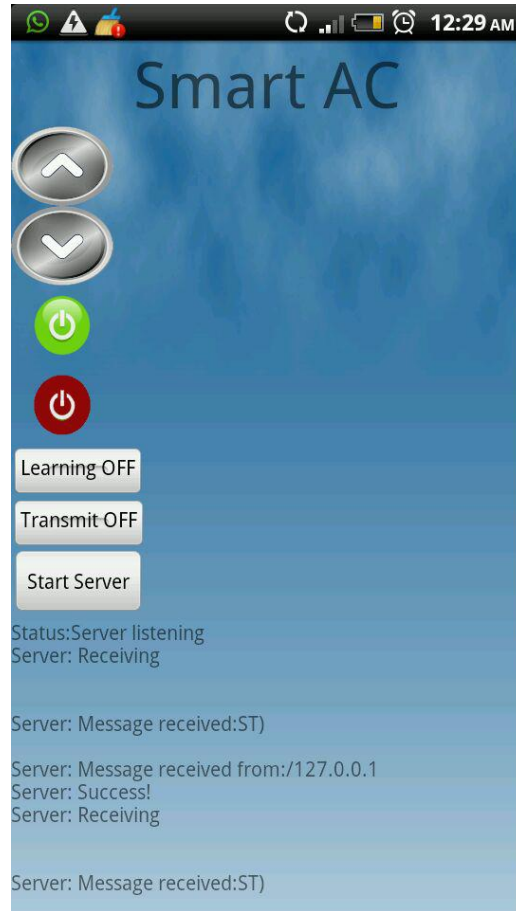 12:29 AM
Smart AC
Learning OFF
Transmit OFF
Start Server
Status:Server listening
Server: Receiving
Server: Message received:ST)
Server: Message received from:/127.0.0.1
Server: Success!
Server: Receiving
Server: Message received:ST)